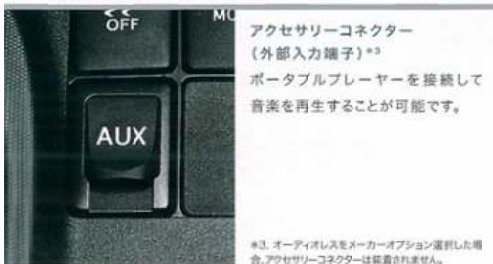 OFF
MO
AUX
アクセサリーコネクター
(外部入力端子)*3
ポータブルプレーヤーを接続して
音楽を再生することが可能です。
*3. オーディオレスをメーカーオプション選択した場
合、アクセサリーコネクターは装着されません。